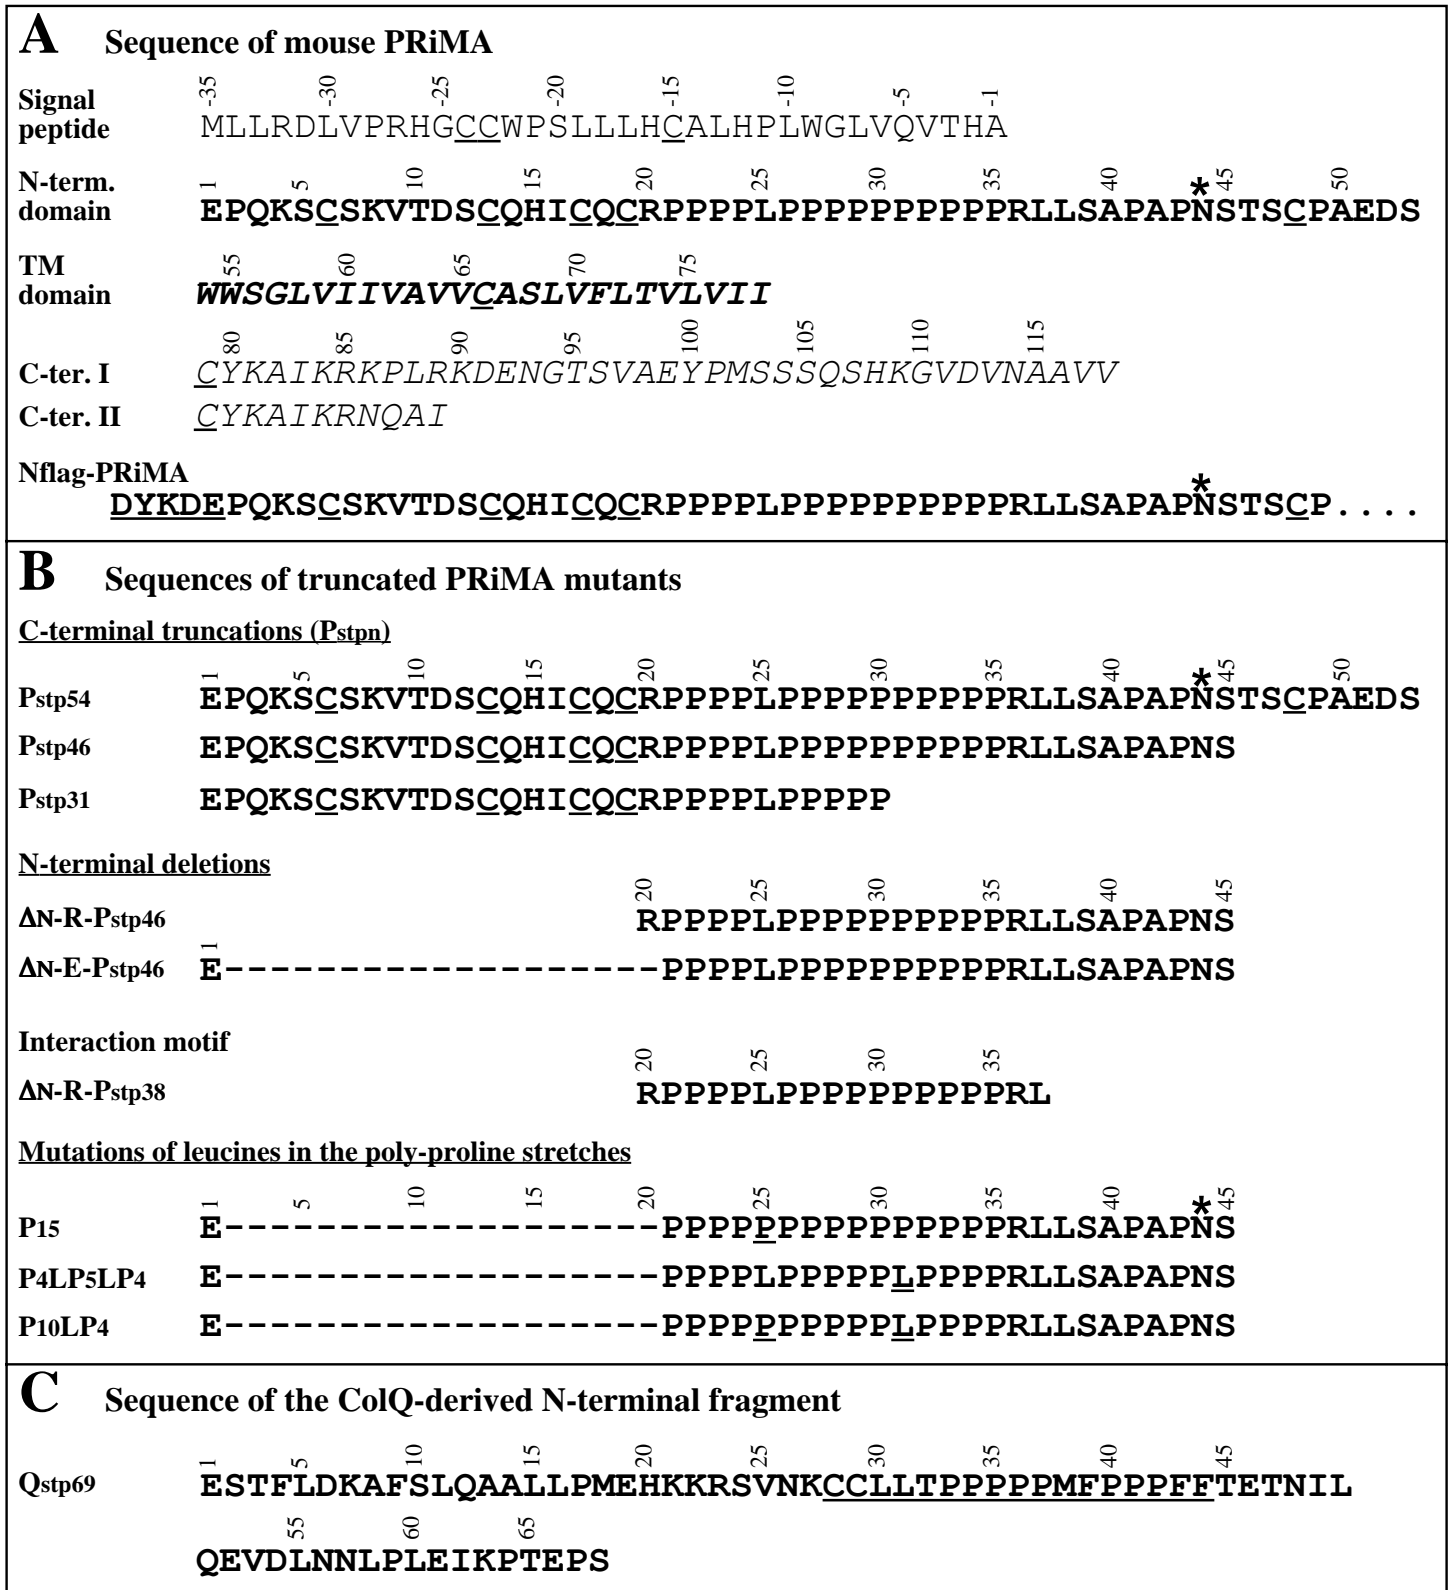 A Sequence of mouse PRiMA
-35 -30 -25 -20 -15 -10 -5 -1
Signal
peptide MLLRDLVPRHGCCWPSLLLHCALHPLWGLVQVTHA
1 5 10 15 20 25 30 35 40 * 45 50
N-term.
domain EPQKSCSKVTDSCQHICQCRPPPPLPPPPPPPPPPRLLSAPAPNSTSCPAEDS
55 60 65 70 75
TM
domain WWSGLVIIVAVVCASLVFLTVLVII
80 85 90 95 100 105 110 115
C-ter. I CYKAIKRKPLRKDENGTSVAEYPMSSSQSHKGVDVNAAVV
C-ter. II CYKAIKRNQAI
Nflag-PRiMA
*
DYKDEPQKSCSKVTDSCQHICQCRPPPPLPPPPPPPPPPRLLSAPAPNSTSCP....
B Sequences of truncated PRiMA mutants
C-terminal truncations (Pstpn)
1 5 10 15 20 25 30 35 40 * 45 50
Pstp54 EPQKSCSKVTDSCQHICQCRPPPPLPPPPPPPPPPRLLSAPAPNSTSCPAEDS
Pstp46 EPQKSCSKVTDSCQHICQCRPPPPLPPPPPPPPPPRLLSAPAPNS
Pstp31 EPQKSCSKVTDSCQHICQCRPPPPLPPPPP
N-terminal deletions
20 25 30 35 40 45
ΔN-R-Pstp46 RPPPPLPPPPPPPPPPRLLSAPAPNS
1
ΔN-E-Pstp46 E-------------------PPPPLPPPPPPPPPPRLLSAPAPNS
Interaction motif
20 25 30 35
ΔN-R-Pstp38 RPPPPLPPPPPPPPPPRL
Mutations of leucines in the poly-proline stretches
1 5 10 15 20 25 30 35 40 * 45
P15 E-------------------PPPPPPPPPPPPPPPRLLSAPAPNS
P4LP5LP4 E-------------------PPPPLPPPPPLPPPPRLLSAPAPNS
P10LP4 E-------------------PPPPPPPPPPLPPPPRLLSAPAPNS
C Sequence of the ColQ-derived N-terminal fragment
1 5 10 15 20 25 30 35 40 45
Qstp69 ESTFLDKAFSLQAALLPMEHKKRSVNKCCLLTPPPPPMFPPPFFTETNIL
55 60 65
QEVDLNNLPLEIKPTEPS